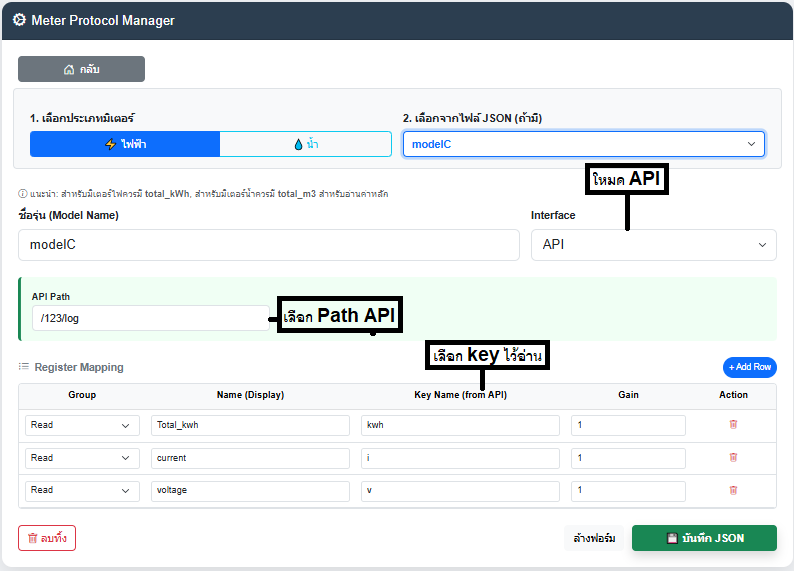 Meter Protocol Manager
กลับ
1. เลือกประเภทมิเตอร์
2. เลือกจากไฟล์ JSON (ถ้ามี)
ไฟฟ้า
น้ำ
modelC
แนะนำ: สำหรับมิเตอร์ไฟควรมี total_kWh, สำหรับมิเตอร์น้ำควรมี total_m3 สำหรับอ่านค่าหลัก
โหมด API
ชื่อรุ่น (Model Name)
Interface
modelC
API
API Path
/123/log
เลือก Path API
เลือก key ไว้อ่าน
Register Mapping
+ Add Row
Group Name (Display) Key Name (from API) Gain Action
Read Total_kwh kwh 1
Read current i 1
Read voltage v 1
ลบทิ้ง
ล้างฟอร์ม
บันทึก JSON